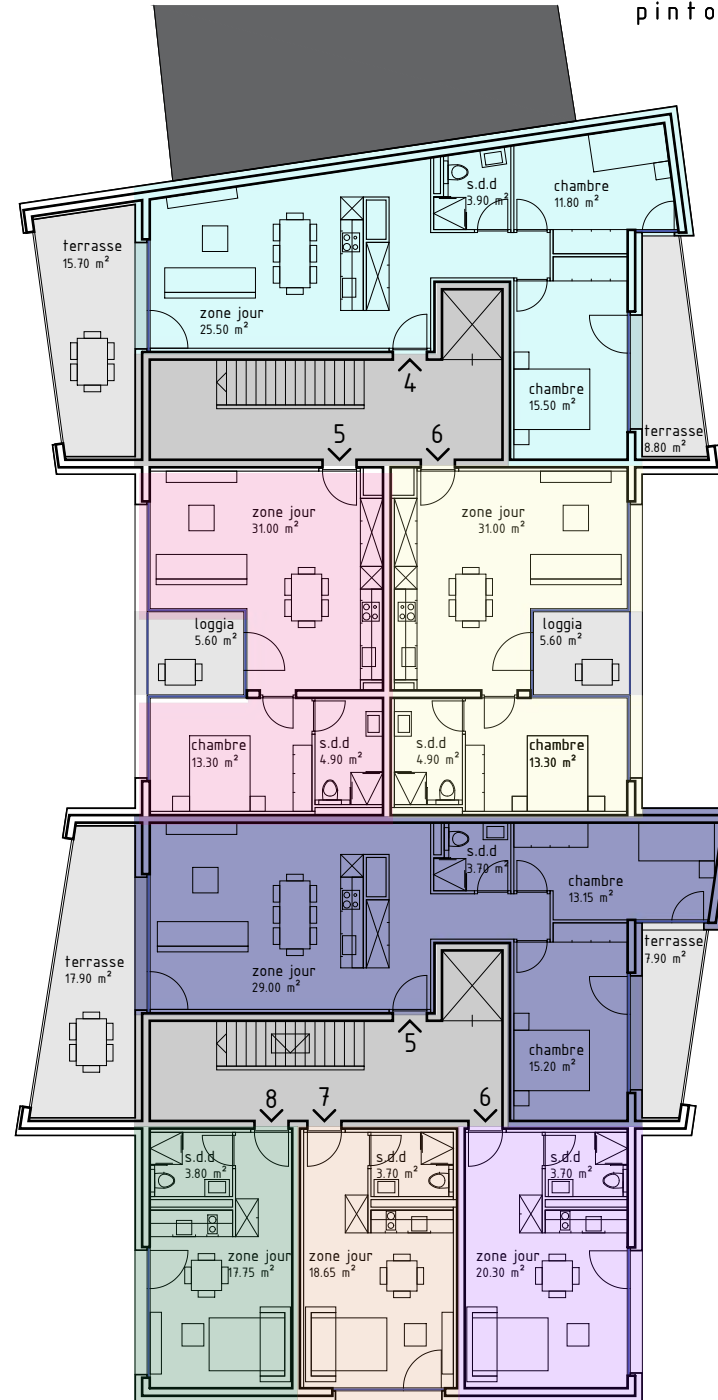 pinto
s.d.d
3.90 m²
chambre
11.80 m²
terrasse
15.70 m²
zone jour
25.50 m²
4
chambre
15.50 m²
terrasse
8.80 m²
5
6
zone jour
31.00 m²
zone jour
31.00 m²
loggia
5.60 m²
loggia
5.60 m²
chambre
13.30 m²
s.d.d
4.90 m²
s.d.d
4.90 m²
chambre
13.30 m²
s.d.d
3.70 m²
chambre
13.15 m²
terrasse
17.90 m²
zone jour
29.00 m²
terrasse
7.90 m²
5
chambre
15.20 m²
8
7
6
s.d.d
3.80 m²
s.d.d
3.70 m²
s.d.d
3.70 m²
zone jour
17.75 m²
zone jour
18.65 m²
zone jour
20.30 m²